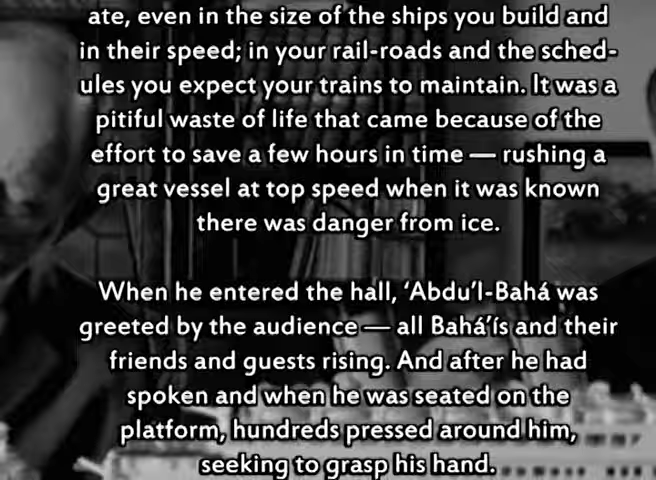 ate, even in the size of the ships you build and
in their speed; in your rail-roads and the sched-
ules you expect your trains to maintain. It was a
pitiful waste of life that came because of the
effort to save a few hours in time — rushing a
great vessel at top speed when it was known
there was danger from ice.
When he entered the hall, ‘Abdu’l-Bahá was
greeted by the audience — all Bahá’ís and their
friends and guests rising. And after he had
spoken and when he was seated on the
platform, hundreds pressed around him,
seeking to grasp his hand.